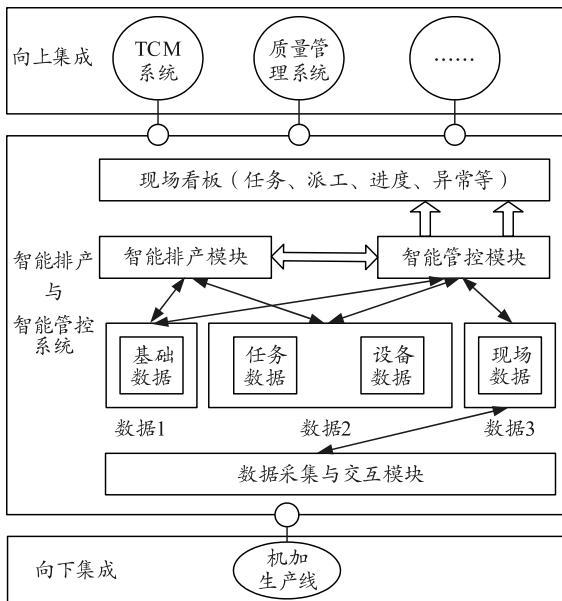 向上集成
TCM
系统
质量管
理系统
……
现场看板（任务、派工、进度、异常等）
智能排产
与
智能管控
系统
智能排产模块
智能管控模块
基础
数据
任务
数据
设备
数据
现场
数据
数据1
数据2
数据3
数据采集与交互模块
向下集成
机加
生产线